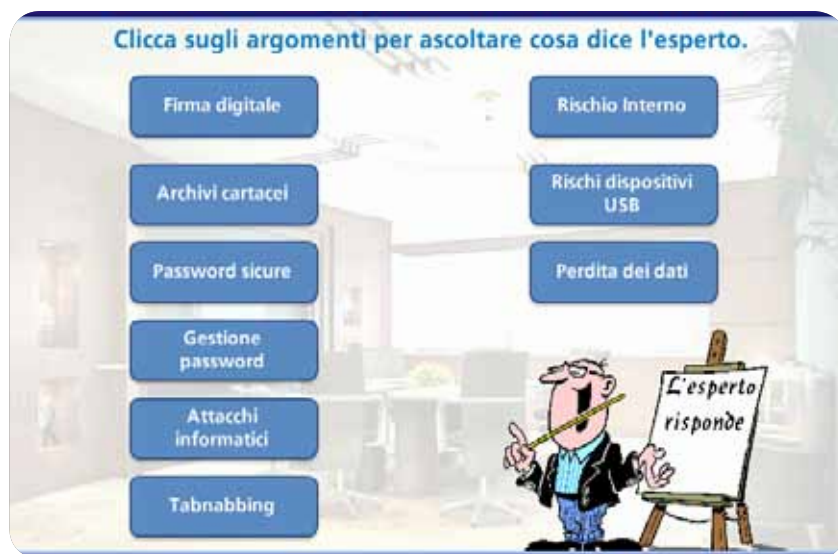 Clicca sugli argomenti per ascoltare cosa dice l'esperto.
Firma digitale
Archivi cartacei
Password sicure
Gestione
password
Attacchi
informatici
Tabnabbing
Rischio Interno
Rischi dispositivi
USB
Perdita dei dati
L'esperto
risponde